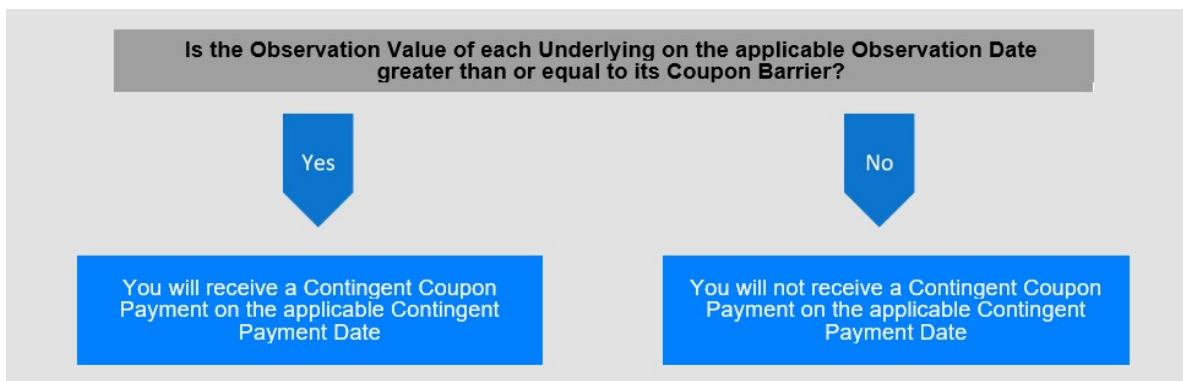 Is the Observation Value of each Underlying on the applicable Observation Date
greater than or equal to its Coupon Barrier?
Yes
No
You will receive a Contingent Coupon
Payment on the applicable Contingent
Payment Date
You will not receive a Contingent Coupon
Payment on the applicable Contingent
Payment Date